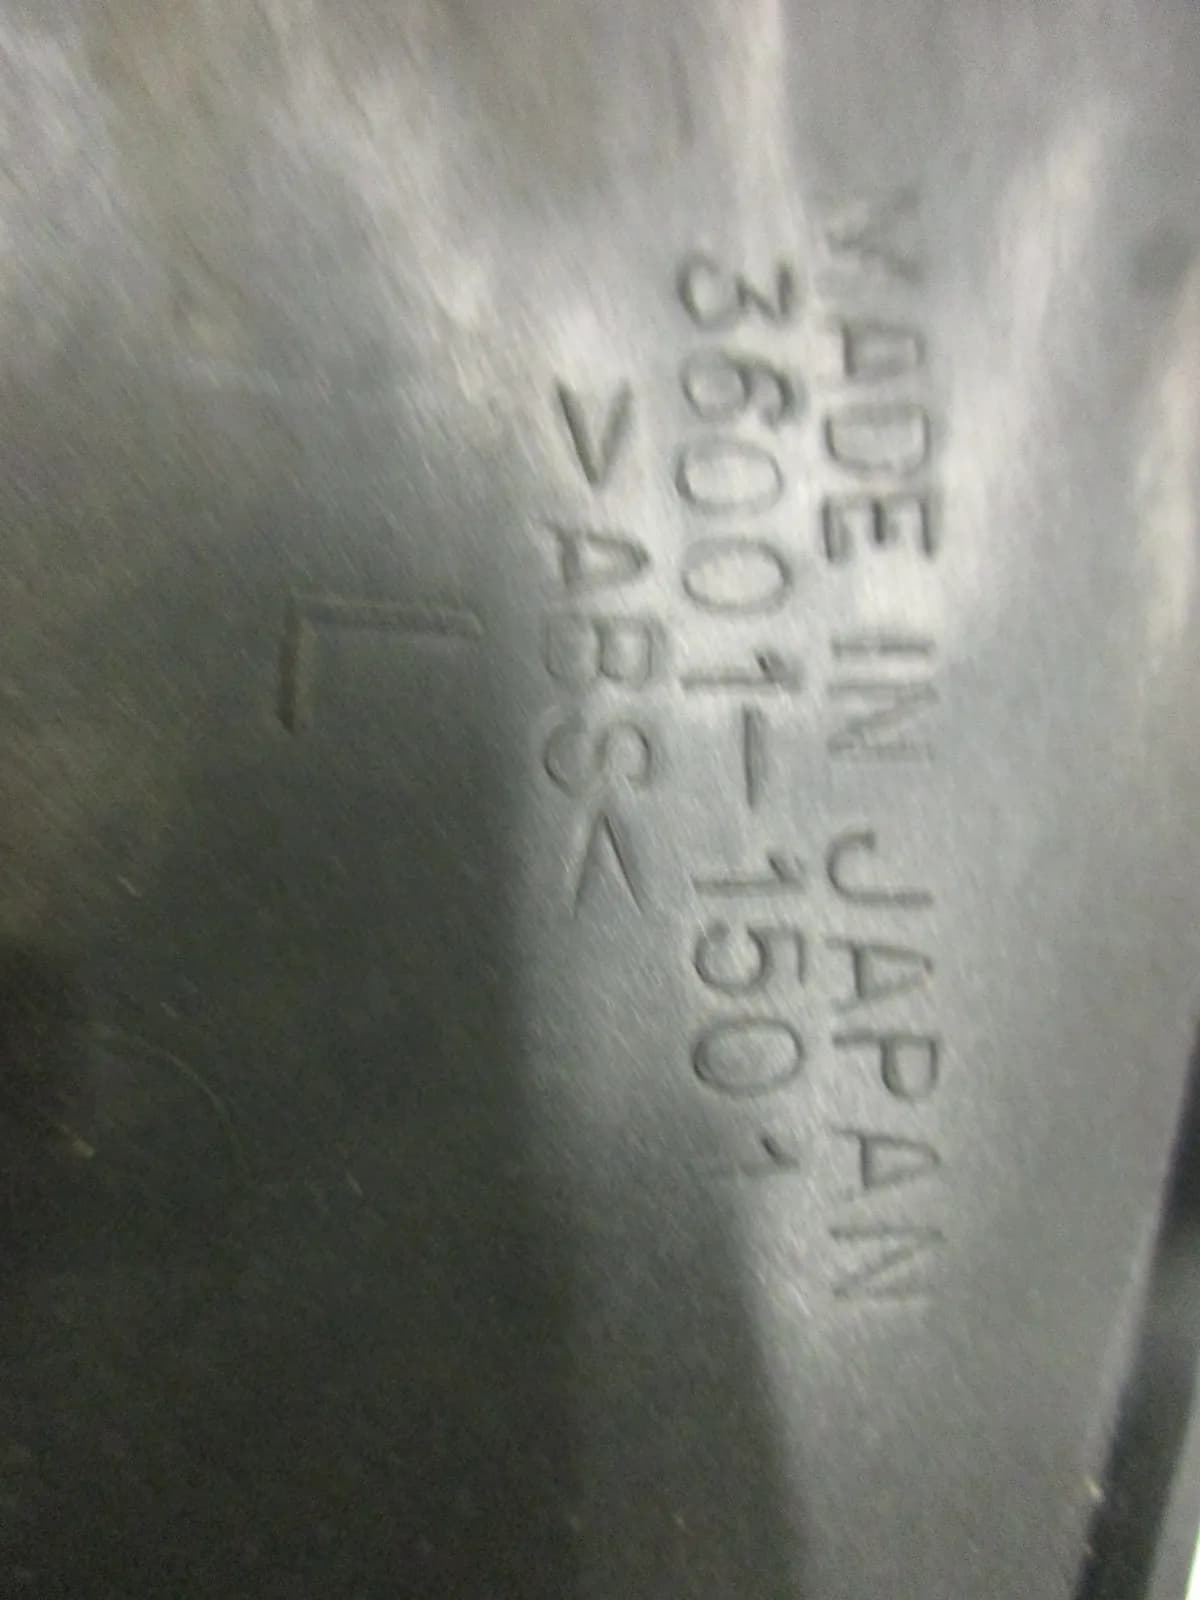 MADE IN JAPAN
36001-1501
>ABS<
L